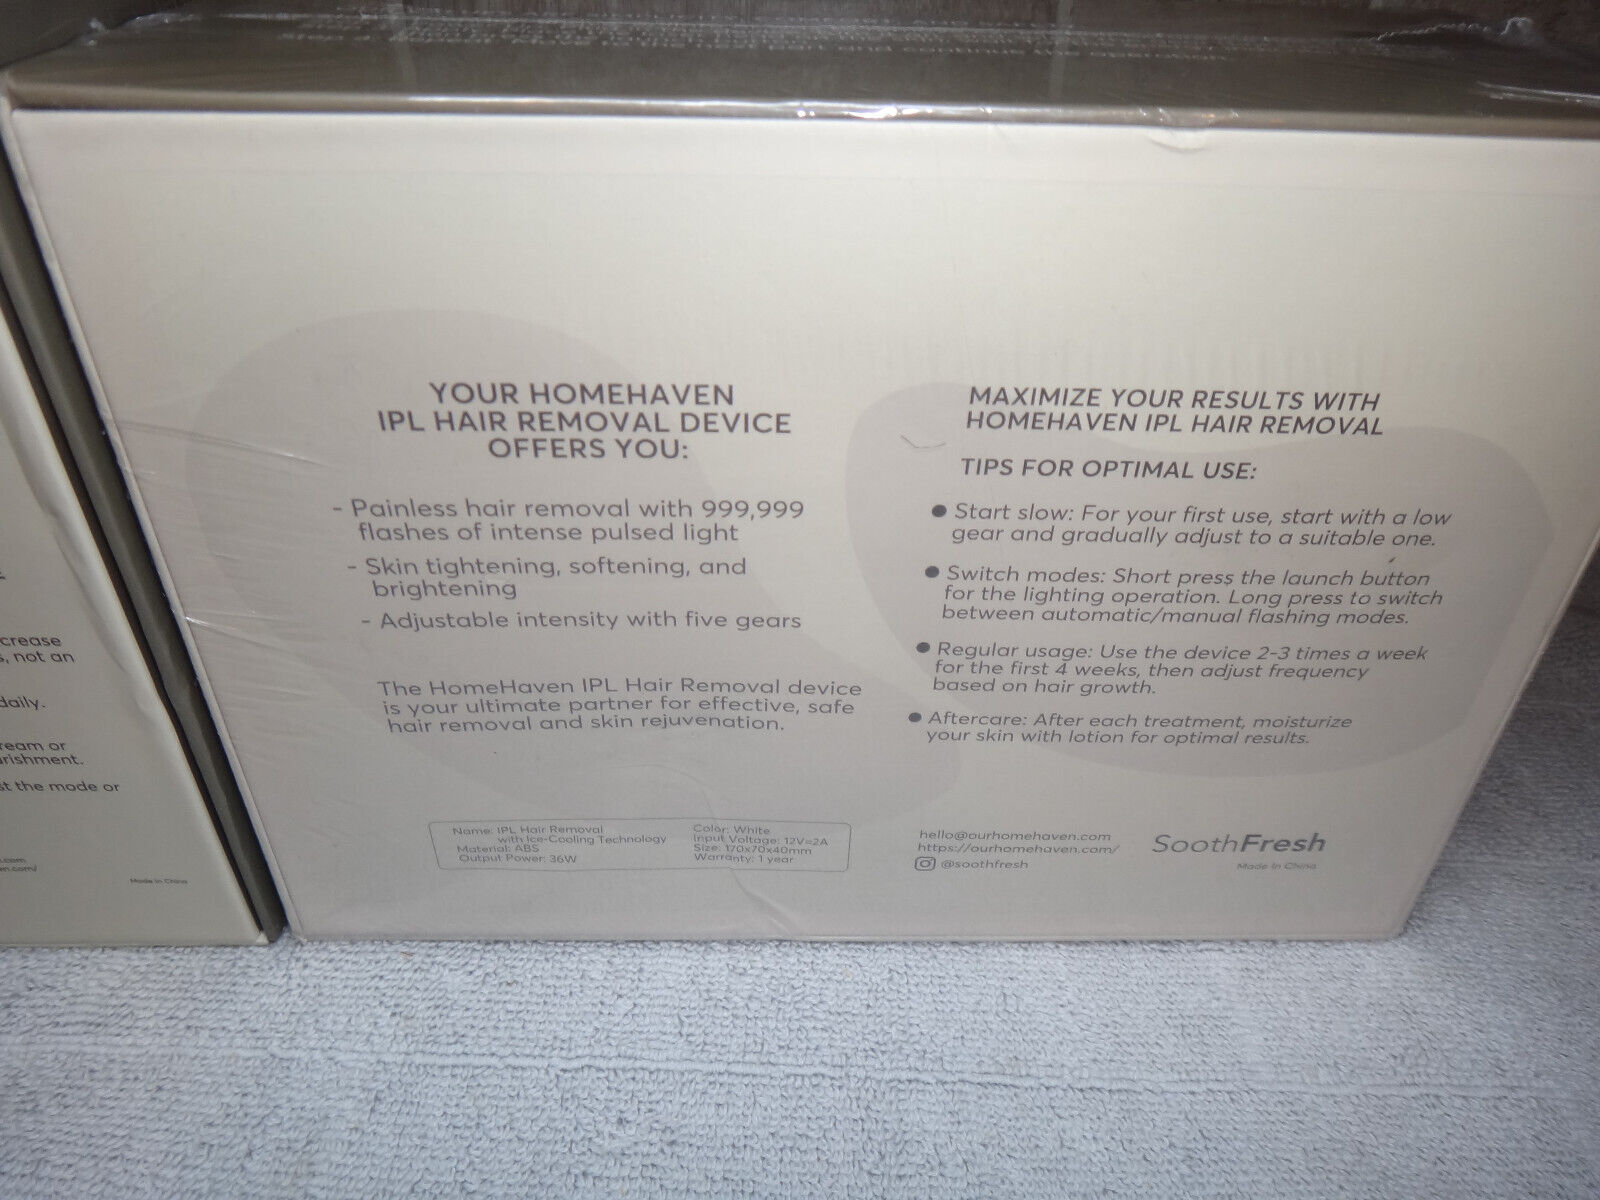 YOUR HOMEHAVEN
IPL HAIR REMOVAL DEVICE
OFFERS YOU:
- Painless hair removal with 999,999
flashes of intense pulsed light
- Skin tightening, softening, and
brightening
- Adjustable intensity with five gears
The HomeHaven IPL Hair Removal device
is your ultimate partner for effective, safe
hair removal and skin rejuvenation.
Name: IPL Hair Removal
with Ice-Cooling Technology
Material: ABS
Output Power: 36W
Color: White
Input Voltage: 12V=2A
Size: 170x70x40mm
Warranty: 1 year
MAXIMIZE YOUR RESULTS WITH
HOMEHAVEN IPL HAIR REMOVAL
TIPS FOR OPTIMAL USE:
● Start slow: For your first use, start with a low
gear and gradually adjust to a suitable one.
● Switch modes: Short press the launch button
for the lighting operation. Long press to switch
between automatic/manual flashing modes.
● Regular usage: Use the device 2-3 times a week
for the first 4 weeks, then adjust frequency
based on hair growth.
● Aftercare: After each treatment, moisturize
your skin with lotion for optimal results.
hello@ourhomehaven.com
https://ourhomehaven.com/
@soothfresh
SoothFresh
Made in China
crease
s, not an
daily.
ream or
urishment.
st the mode or
.com
en.com/
Made in China